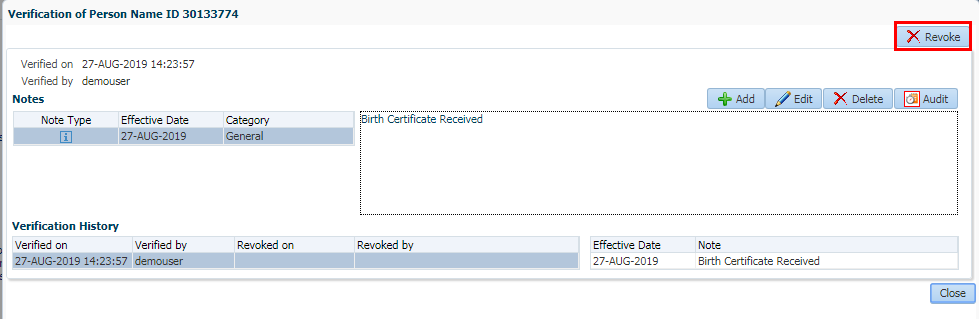 Verification of Person Name ID 30133774
Revoke
Verified on 27-AUG-2019 14:23:57
Verified by demouser
Notes
Add Edit Delete Audit
Note Type Effective Date Category
27-AUG-2019 General
Birth Certificate Received
Verification History
Verified on Verified by Revoked on Revoked by
27-AUG-2019 14:23:57 demouser
Effective Date Note
27-AUG-2019 Birth Certificate Received
Close